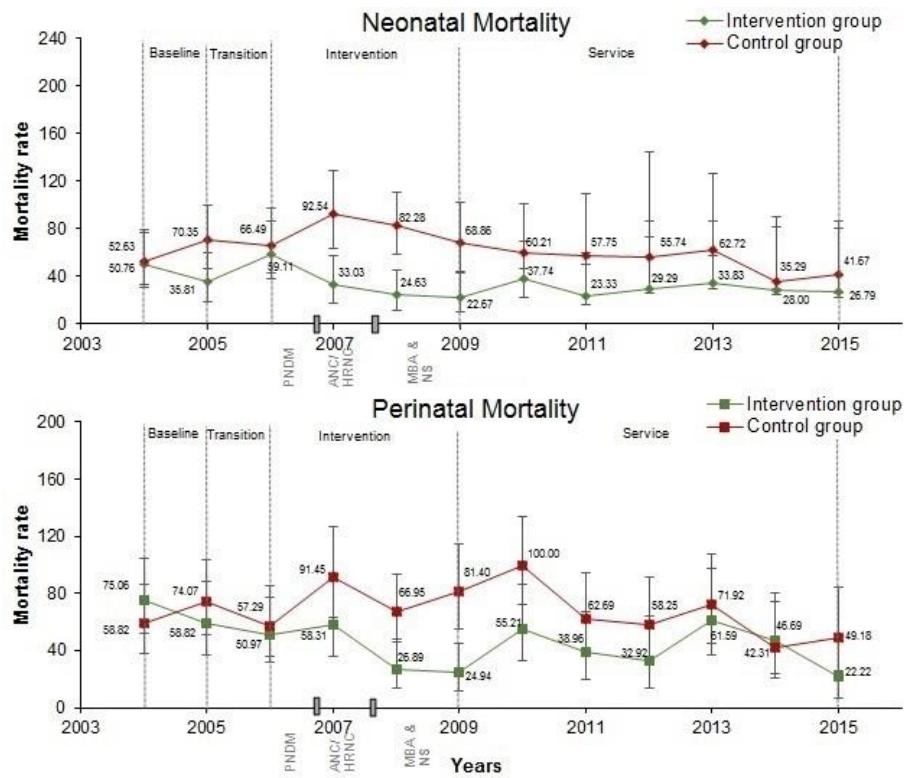 Neonatal Mortality
Intervention group
Control group
Baseline Transition Intervention Service
Mortality rate
240
200
160
120
80
40
0
52.63 70.35 66.49 92.54 82.28 68.86 60.21 57.75 55.74 62.72 35.29 41.67
50.76 35.81 59.11 33.03 24.63 22.67 37.74 23.33 29.29 33.83 28.00 26.79
2003 2005 2007 2009 2011 2013 2015
PNDM
ANC/
HRNC
MBA &
NS
Perinatal Mortality
Intervention group
Control group
Baseline Transition Intervention Service
Mortality rate
200
160
120
80
40
0
75.06 74.07 57.29 91.45 66.95 81.40 100.00 62.69 58.25 71.92 46.69 49.18
58.82 58.82 50.97 58.31 26.89 24.94 55.21 38.96 32.92 61.59 42.31 22.22
2003 2005 2007 2009 2011 2013 2015
PNDM
ANC/
HRNC
MBA &
NS
Years